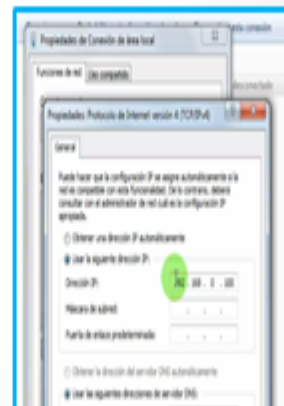 Propiedades de Conexión de área local
Funciones de red Uso compartido
Propiedades: Protocolo de Internet versión 4 (TCP/IPv4)
General
Puede hacer que la configuración IP se asigne automáticamente si la
red es compatible con esta funcionalidad. De lo contrario, deberá
consultar con el administrador de red cuál es la configuración IP
apropiada.
Obtener una dirección IP automáticamente
Usar la siguiente dirección IP:
Dirección IP:
Máscara de subred:
Puerta de enlace predeterminada:
Obtener la dirección del servidor DNS automáticamente
Usar las siguientes direcciones de servidor DNS: